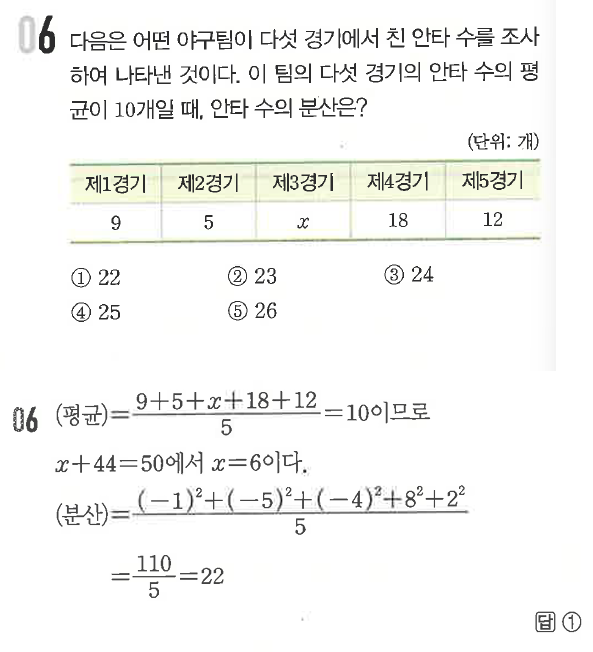 06 다음은 어떤 야구팀이 다섯 경기에서 친 안타 수를 조사
하여 나타낸 것이다. 이 팀의 다섯 경기의 안타 수의 평
균이 10개일 때, 안타 수의 분산은?
(단위: 개)
제1경기 제2경기 제3경기 제4경기 제5경기
9 5 x 18 12
① 22 ② 23 ③ 24
④ 25 ⑤ 26
06 (평균)=(9+5+x+18+12)/5=10이므로
x+44=50에서 x=6이다.
(분산)=((-1)²+(-5)²+(-4)²+8²+2²)/5
=110/5=22
답 ①